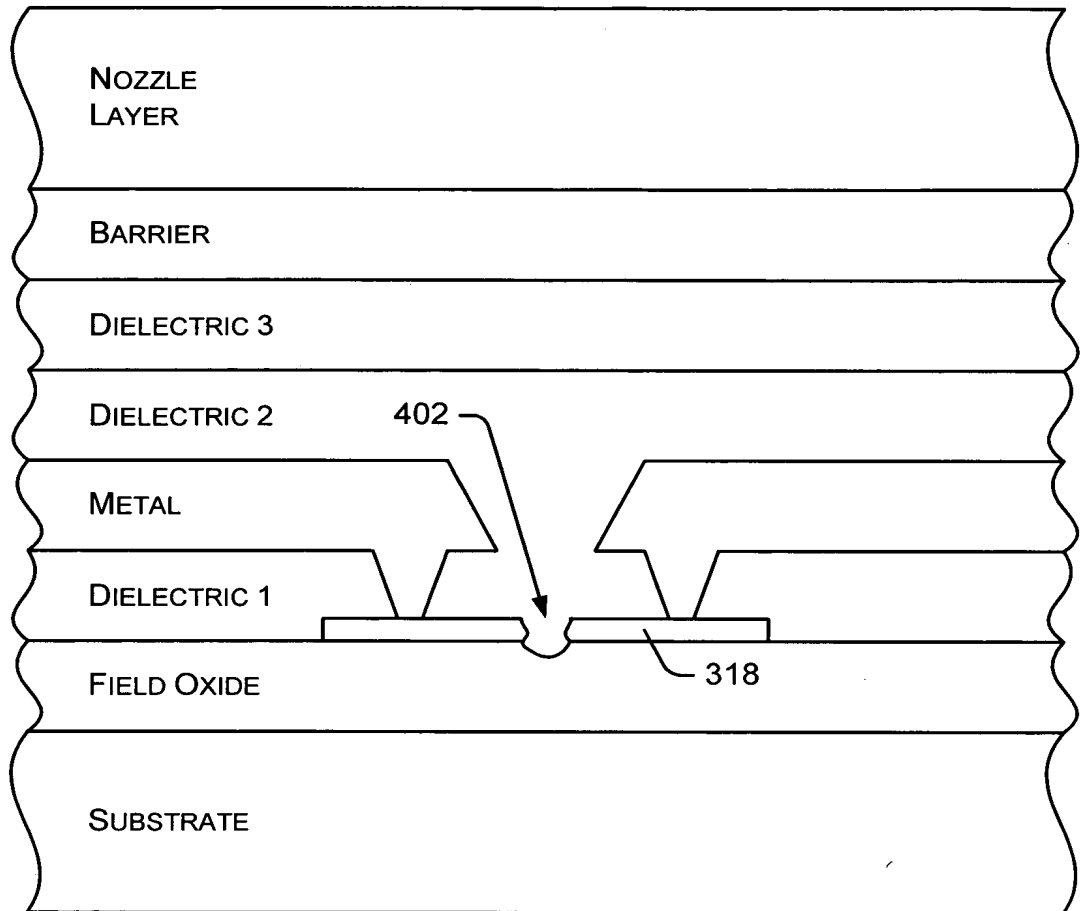 NOZZLE
LAYER
BARRIER
DIELECTRIC 3
DIELECTRIC 2
402
METAL
DIELECTRIC 1
318
FIELD OXIDE
SUBSTRATE